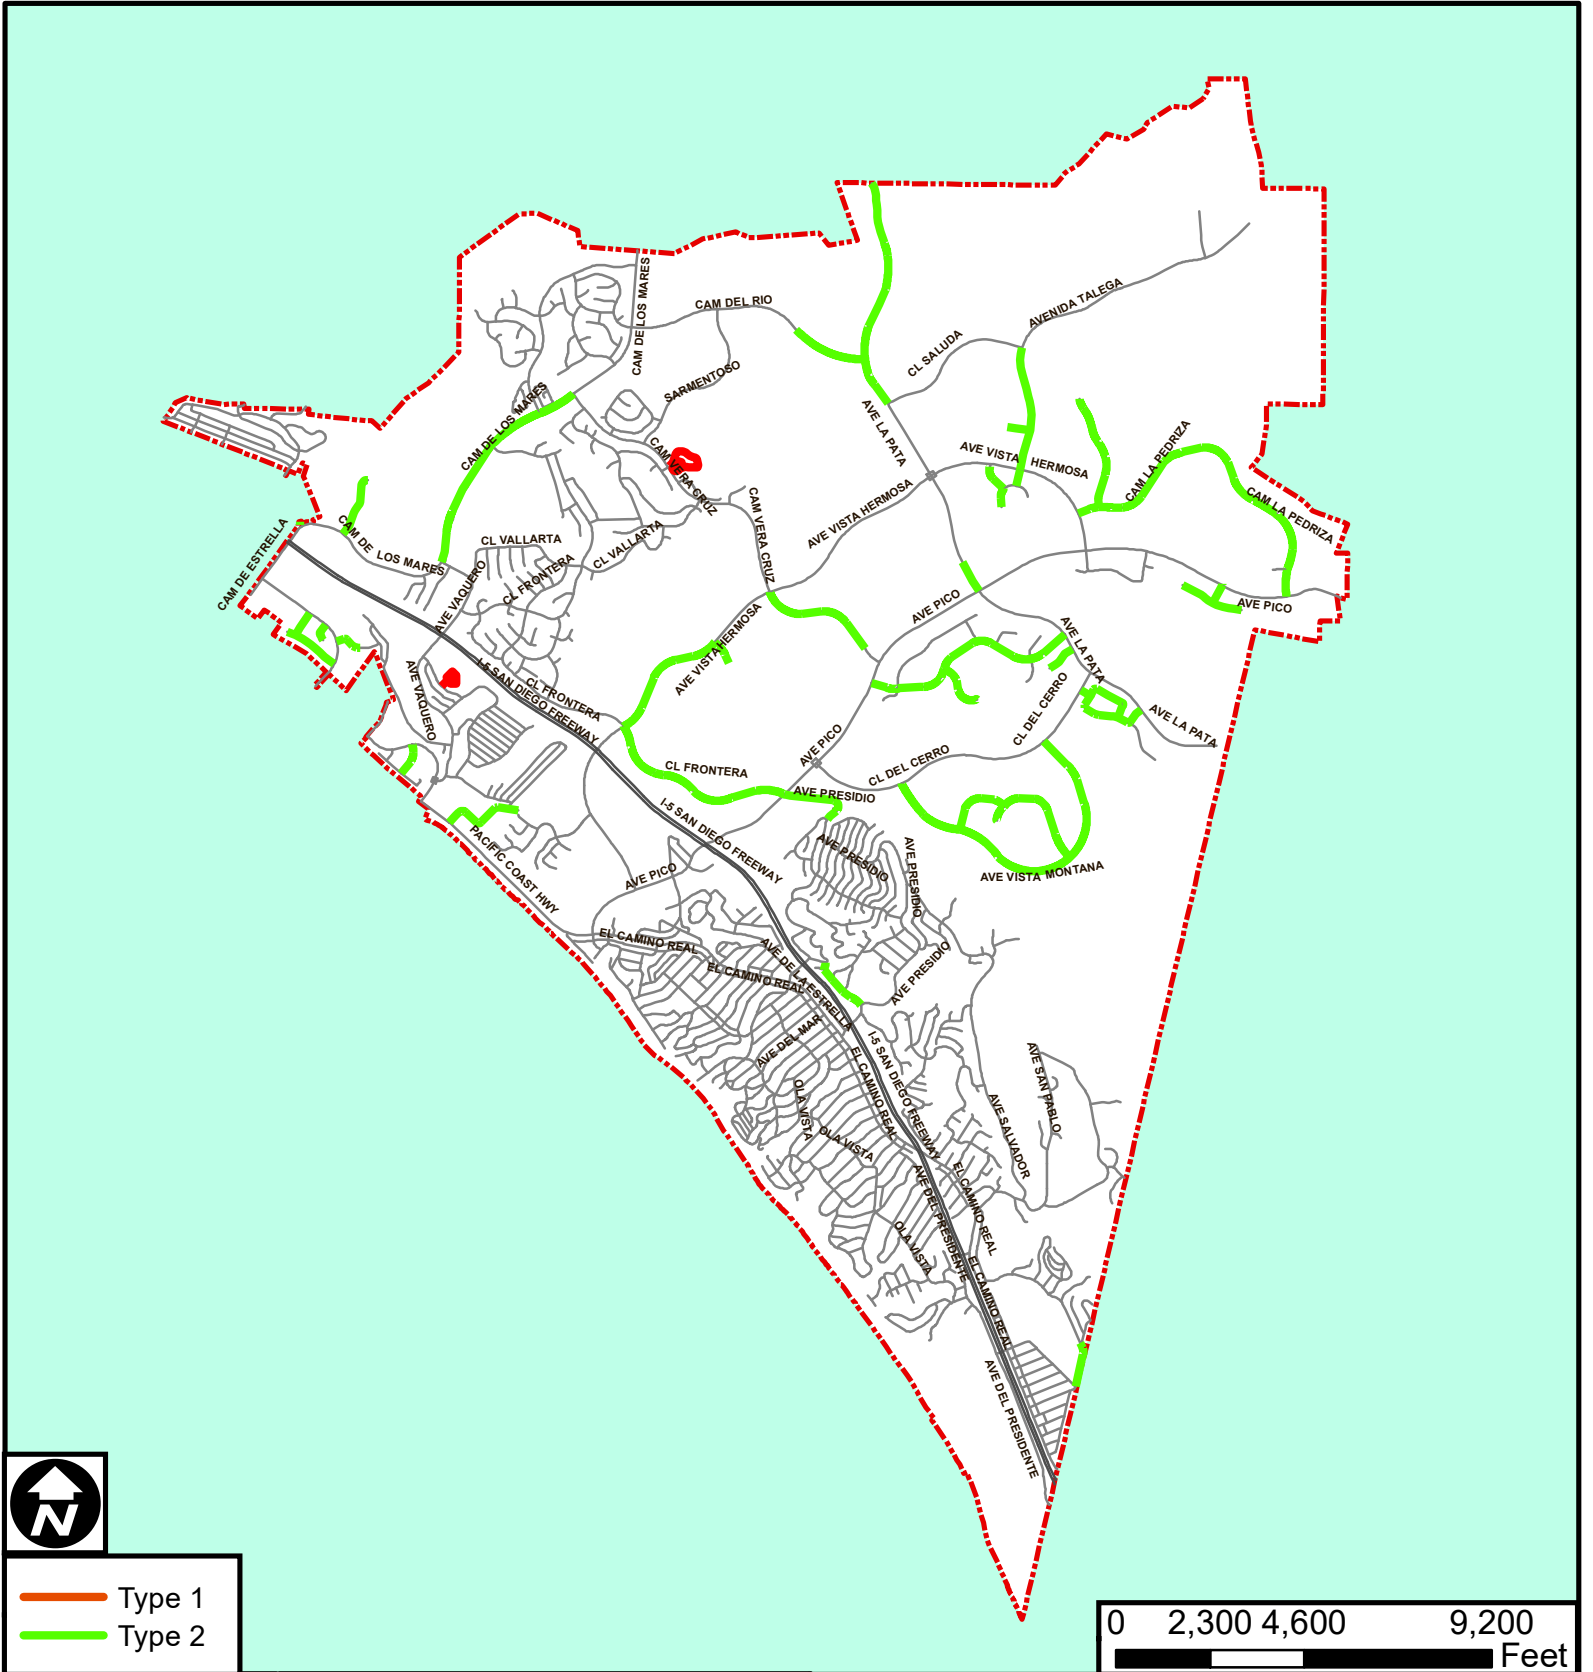 CAM DE LOS MARES
CAM DEL RIO
AVENIDA TALEGA
CL SALUDA
SARMENTOSO
CAM DE LOS MARES
AVE LA PATA
CAM VERA CRUZ
AVE VISTA HERMOSA
CAM LA PEDRIZA
CAM LA PEDRIZA
AVE VISTA HERMOSA
CAM VERA CRUZ
CAM DE ESTRELLA
CAM DE LOS MARES
CL VALLARTA
CL VALLARTA
CL FRONTERA
AVE VAQUERO
AVE PICO
AVE PICO
AVE VISTA HERMOSA
AVE LA PATA
AVE VAQUERO
I-5 SAN DIEGO FREEWAY
CL FRONTERA
CL DEL CERRO
AVE LA PATA
AVE PICO
CL FRONTERA
CL DEL CERRO
AVE PRESIDIO
I-5 SAN DIEGO FREEWAY
PACIFIC COAST HWY
AVE PRESIDIO
AVE PRESIDIO
AVE VISTA MONTANA
AVE PICO
EL CAMINO REAL
AVE DE LA ESTRELLA
EL CAMINO REAL
AVE PRESIDIO
AVE DEL MAR
I-5 SAN DIEGO FREEWAY
EL CAMINO REAL
AVE SAN PABLO
OLA VISTA
AVE SALVADOR
OLA VISTA
AVE DEL PRESIDENTE
EL CAMINO REAL
OLA VISTA
EL CAMINO REAL
AVE DEL PRESIDENTE
N
Type 1
Type 2
0 2,300 4,600 9,200
Feet